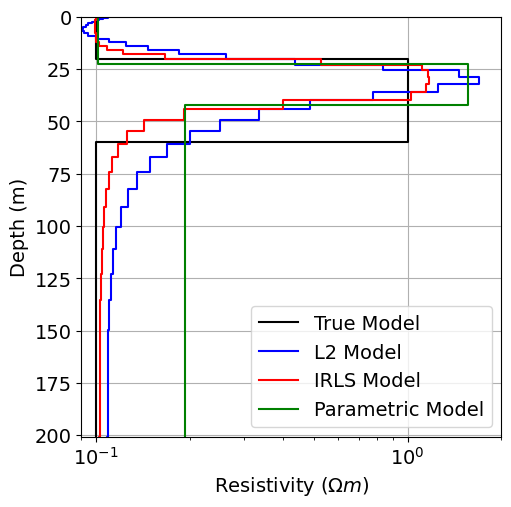 0
25
50
75
100
125
150
175
200
Depth (m)
True Model
L2 Model
IRLS Model
Parametric Model
10⁻¹
10⁰
Resistivity (Ωm)